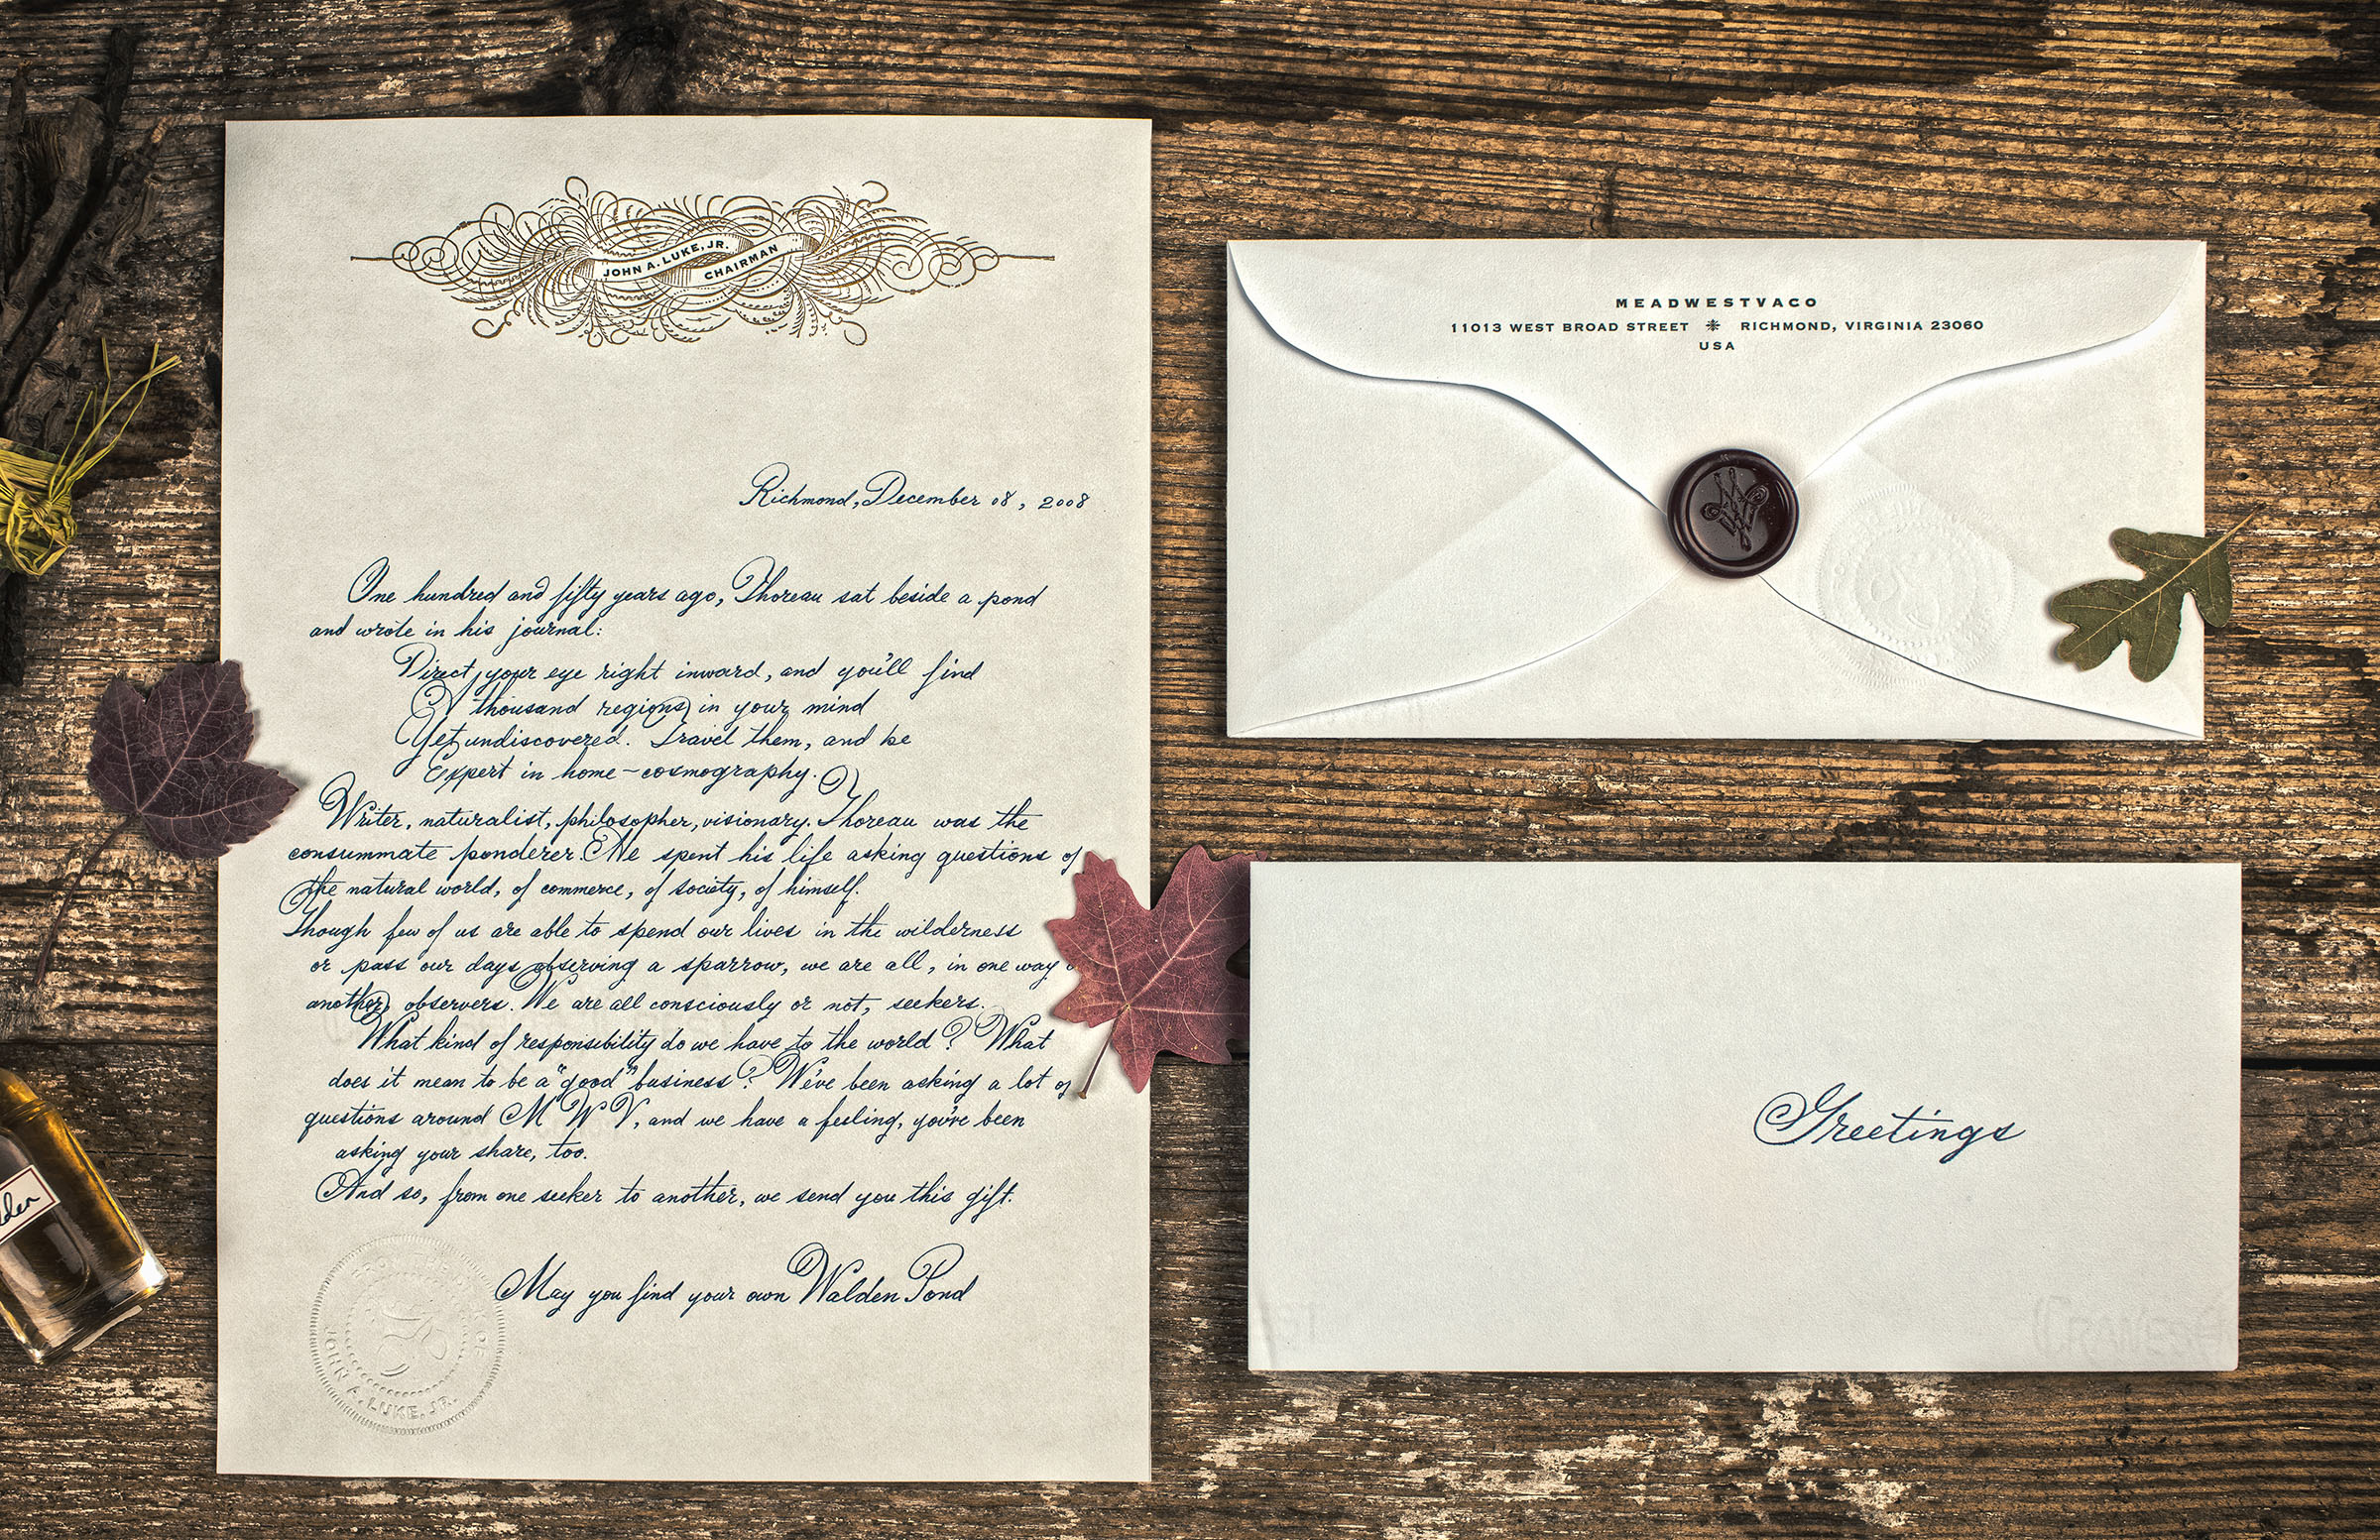 JOHN A. LUKE, JR.
CHAIRMAN
Richmond, December 08, 2008
One hundred and fifty years ago, Thoreau sat beside a pond
and wrote in his journal:
Direct your eye right inward, and you'll find
A thousand regions in your mind
Yet undiscovered. Travel them, and be
Expert in home-cosmography.
Writer, naturalist, philosopher, visionary. Thoreau was the
consummate ponderer. He spent his life asking questions of
the natural world, of commerce, of society, of himself.
Though few of us are able to spend our lives in the wilderness
or pass our days observing a sparrow, we are all, in one way
another, observers. We are all consciously or not, seekers.
What kind of responsibility do we have to the world? What
does it mean to be a "good" business? We've been asking a lot of
questions around M W V, and we have a feeling, you've been
asking your share, too.
And so, from one seeker to another, we send you this gift.
May you find your own Walden Pond
JOHN A. LUKE, JR.
MEADWESTVACO
11013 WEST BROAD STREET ⁕ RICHMOND, VIRGINIA 23060
USA
Greetings